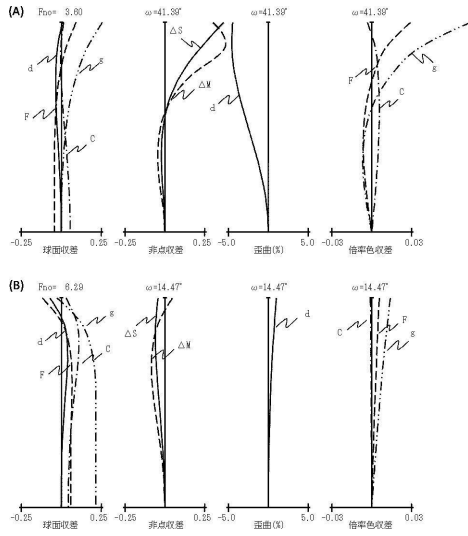 (A)
Fno= 3.60 ω=41.39° ω=41.39° ω=41.39°
ΔS
d g F g
ΔM C
F d
C
-0.25 0.25 -0.25 0.25 -5.0 5.0 -0.03 0.03
球面収差 非点収差 歪曲(%) 倍率色収差
(B)
Fno= 6.29 ω=14.47° ω=14.47° ω=14.47°
g d F
d ΔS C
C ΔM g
F
-0.25 0.25 -0.25 0.25 -5.0 5.0 -0.03 0.03
球面収差 非点収差 歪曲(%) 倍率色収差